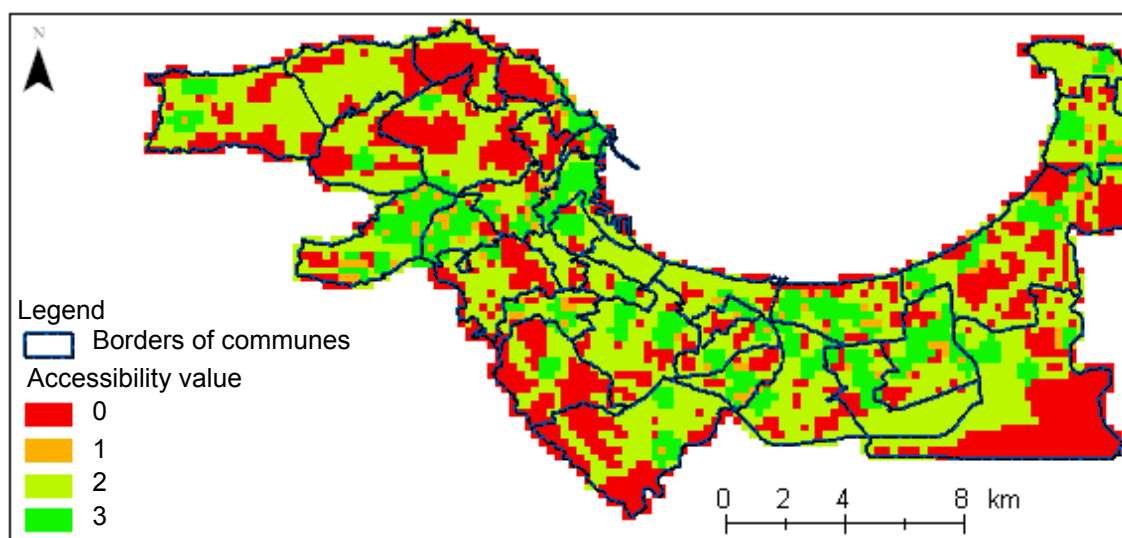 N
Legend
Borders of communes
Accessibility value
0
1
2
3
0 2 4 8 km